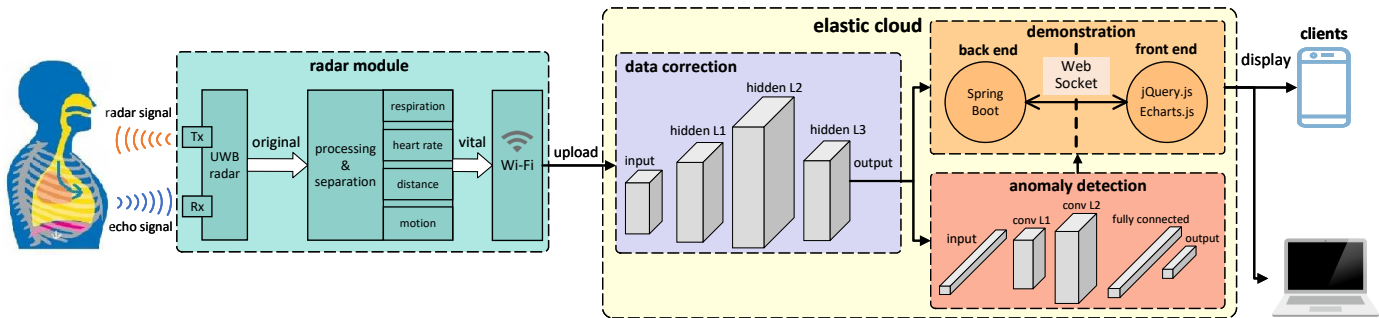 radar signal
echo signal
radar module
Tx
Rx
UWB
radar
original
processing
&
separation
respiration
heart rate
distance
motion
vital
Wi-Fi
upload
elastic cloud
data correction
input
hidden L1
hidden L2
hidden L3
output
demonstration
back end
front end
Web
Socket
Spring
Boot
jQuery.js
Echarts.js
anomaly detection
input
conv L1
conv L2
fully connected
output
display
clients